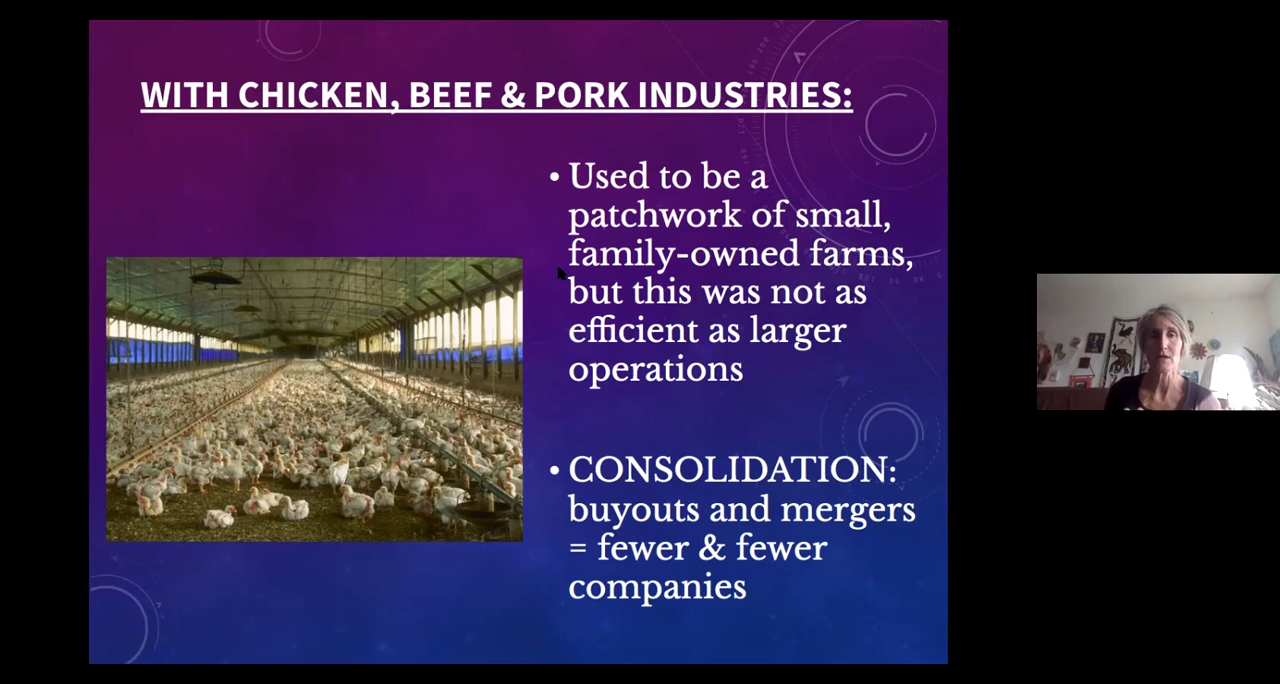 WITH CHICKEN, BEEF & PORK INDUSTRIES:
• Used to be a
patchwork of small,
family-owned farms,
but this was not as
efficient as larger
operations
• CONSOLIDATION:
buyouts and mergers
= fewer & fewer
companies